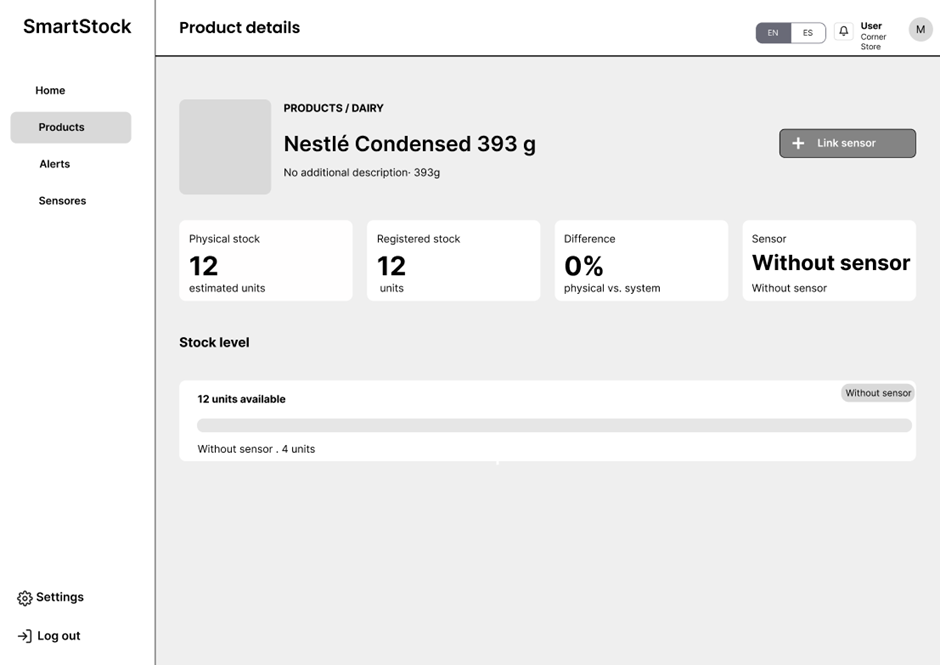 SmartStock
Product details
EN
ES
User
Corner
Store
M
Home
Products
Alerts
Sensores
PRODUCTS / DAIRY
Nestlé Condensed 393 g
No additional description· 393g
+ Link sensor
Physical stock
12
estimated units
Registered stock
12
units
Difference
0%
physical vs. system
Sensor
Without sensor
Without sensor
Stock level
12 units available
Without sensor
Without sensor . 4 units
Settings
Log out